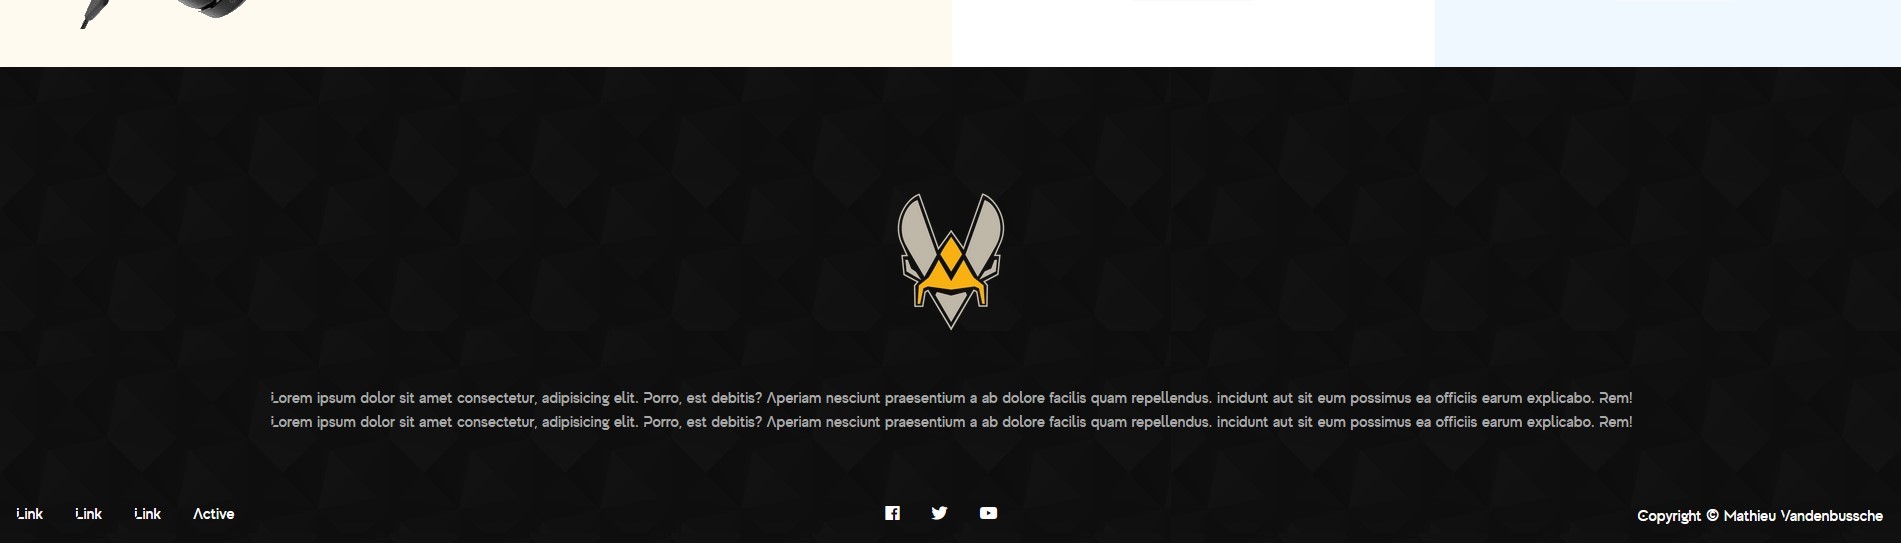 Lorem ipsum dolor sit amet consectetur, adipisicing elit. Porro, est debitis? Aperiam nesciunt praesentium a ab dolore facilis quam repellendus. incidunt aut sit eum possimus ea officiis earum explicabo. Rem!
Lorem ipsum dolor sit amet consectetur, adipisicing elit. Porro, est debitis? Aperiam nesciunt praesentium a ab dolore facilis quam repellendus. incidunt aut sit eum possimus ea officiis earum explicabo. Rem!
Link Link Link Active
Copyright © Mathieu Vandenbussche